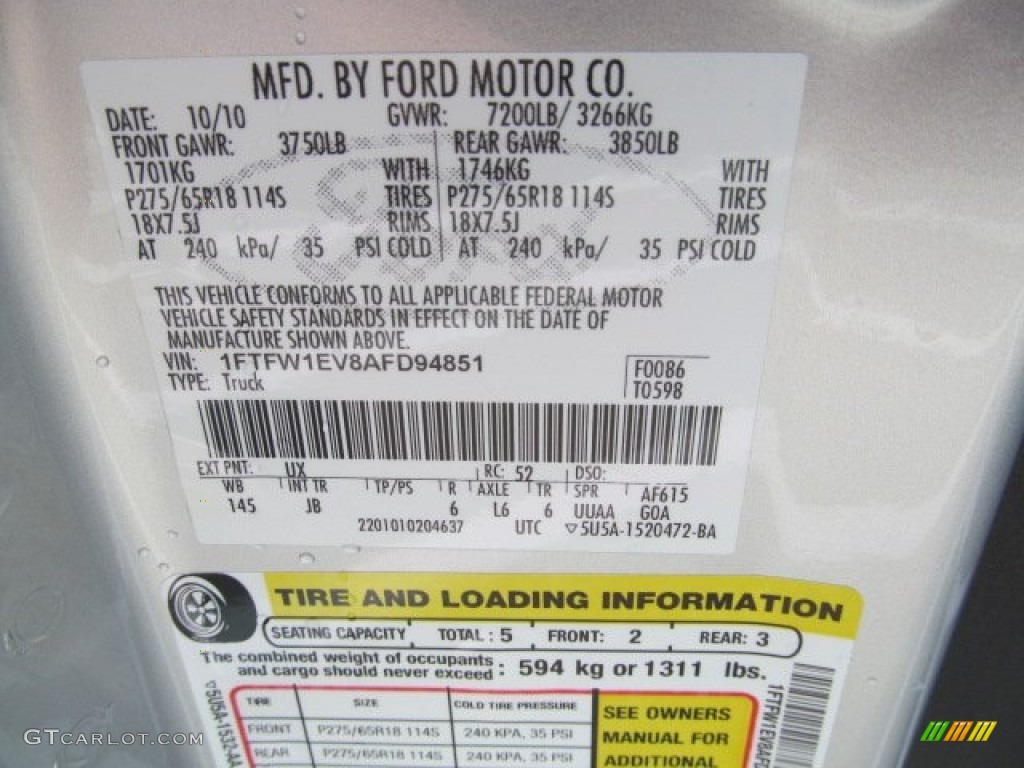 MFD. BY FORD MOTOR CO.
DATE: 10/10 GVWR: 7200LB/ 3266KG
FRONT GAWR: 3750LB REAR GAWR: 3850LB
1701KG WITH 1746KG WITH
P275/65R18 114S TIRES P275/65R18 114S TIRES
18X7.5J RIMS 18X7.5J RIMS
AT 240 kPa/ 35 PSI COLD AT 240 kPa/ 35 PSI COLD
THIS VEHICLE CONFORMS TO ALL APPLICABLE FEDERAL MOTOR
VEHICLE SAFETY STANDARDS IN EFFECT ON THE DATE OF
MANUFACTURE SHOWN ABOVE.
VIN: 1FTFW1EV8AFD94851
TYPE: Truck
F0086
T0598
EXT PNT: UX RC: 52 DSO:
WB INT TR TP/PS R AXLE TR SPR AF615
145 JB 6 L6 6 UUAA GOA
2201010204637 UTC 5U5A-1520472-BA
TIRE AND LOADING INFORMATION
SEATING CAPACITY TOTAL: 5 FRONT: 2 REAR: 3
The combined weight of occupants
and cargo should never exceed: 594 kg or 1311 lbs.
TIRE SIZE COLD TIRE PRESSURE
FRONT P275/65R18 114S 240 KPA, 35 PSI
REAR P275/65R18 114S 240 KPA, 35 PSI
SEE OWNERS
MANUAL FOR
ADDITIONAL
5U5A-1532-AA
GTCARLOT.COM